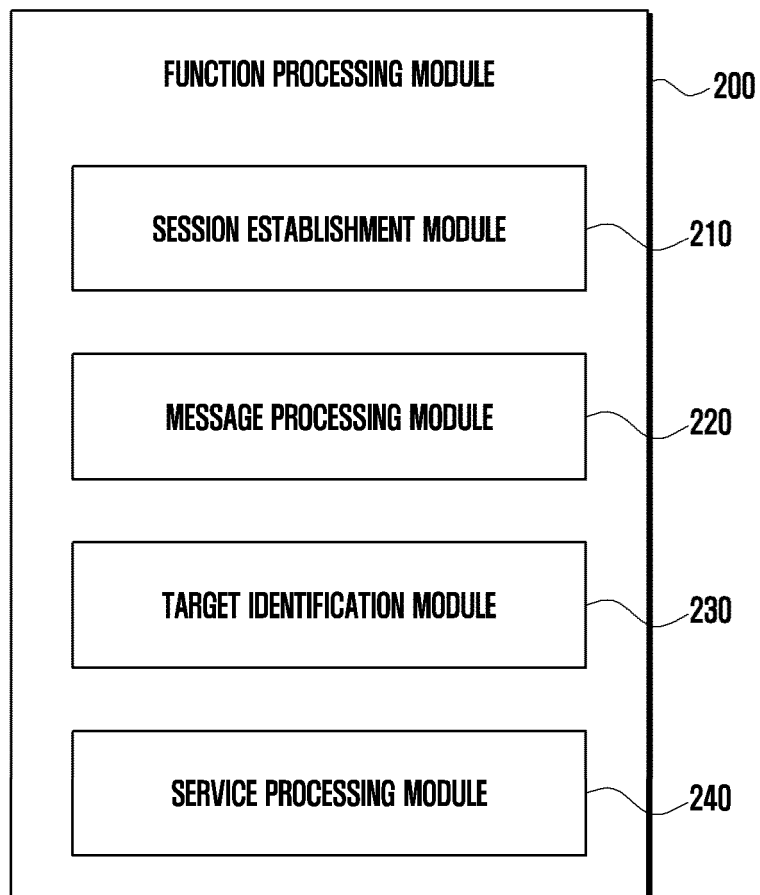 FUNCTION PROCESSING MODULE
200
SESSION ESTABLISHMENT MODULE
210
MESSAGE PROCESSING MODULE
220
TARGET IDENTIFICATION MODULE
230
SERVICE PROCESSING MODULE
240